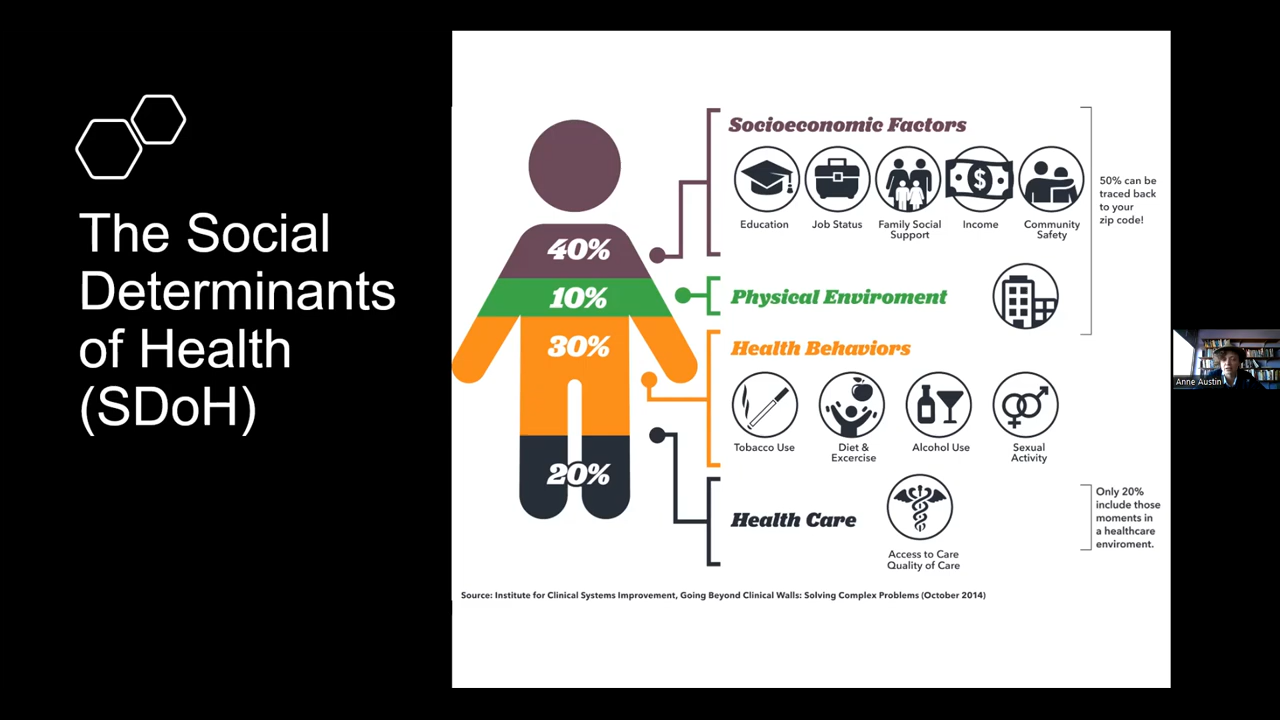 The Social
Determinants
of Health
(SDoH)
40%
10%
30%
20%
Socioeconomic Factors
Education
Job Status
Family Social
Support
Income
Community
Safety
50% can be
traced back
to your
zip code!
Physical Enviroment
Health Behaviors
Tobacco Use
Diet &
Excercise
Alcohol Use
Sexual
Activity
Health Care
Access to Care
Quality of Care
Only 20%
include those
moments in
a healthcare
enviroment.
Source: Institute for Clinical Systems Improvement, Going Beyond Clinical Walls: Solving Complex Problems (October 2014)
Anne Austin